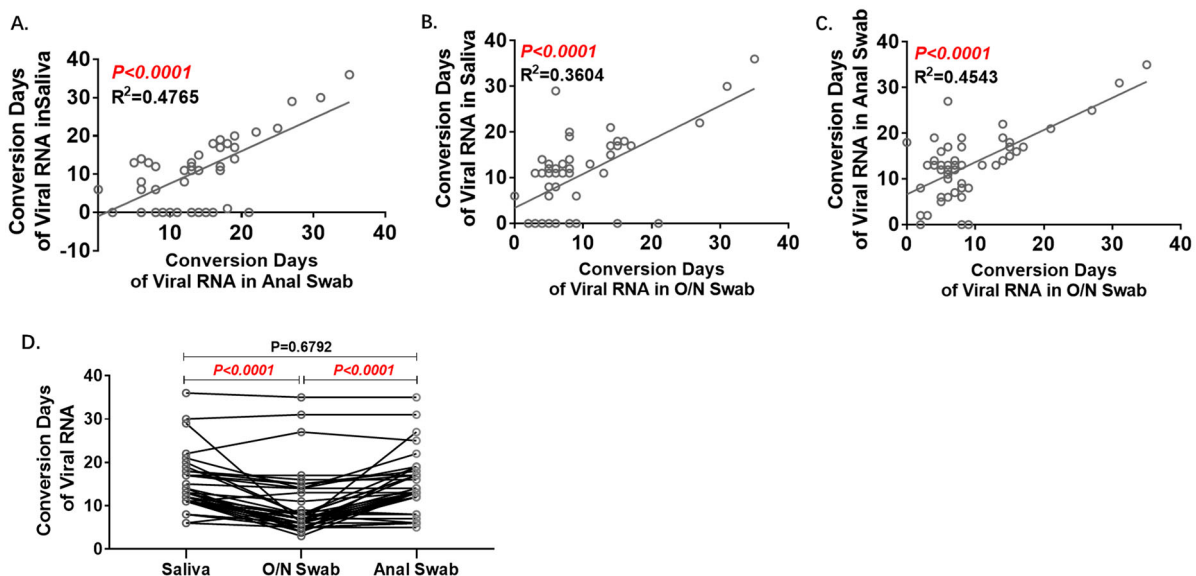 A.
Conversion Days
of Viral RNA inSaliva
P<0.0001
R²=0.4765
40
30
20
10
0
-10
10
20
30
40
Conversion Days
of Viral RNA in Anal Swab
B.
Conversion Days
of Viral RNA in Saliva
P<0.0001
R²=0.3604
40
30
20
10
0
0
10
20
30
40
Conversion Days
of Viral RNA in O/N Swab
C.
Conversion Days
of Viral RNA in Anal Swab
P<0.0001
R²=0.4543
40
30
20
10
0
0
10
20
30
40
Conversion Days
of Viral RNA in O/N Swab
D.
Conversion Days
of Viral RNA
P=0.6792
P<0.0001
P<0.0001
40
30
20
10
0
Saliva
O/N Swab
Anal Swab